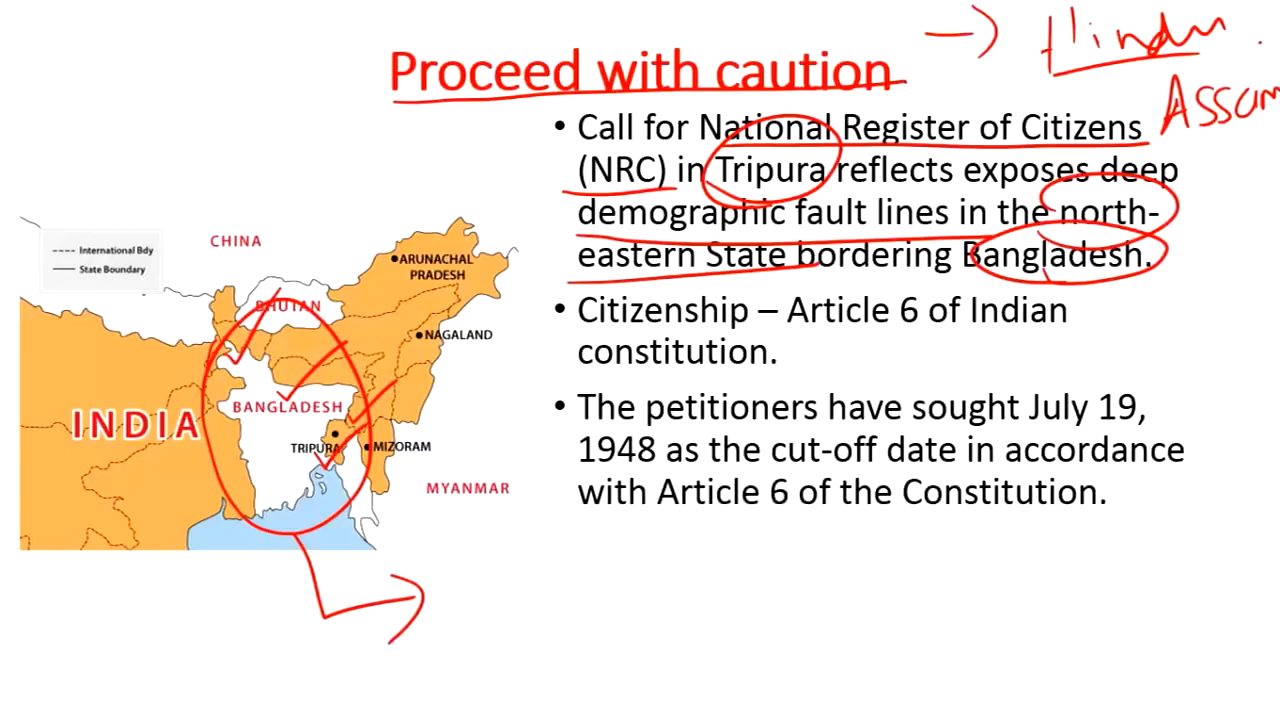 → Hindu
Proceed with caution
Assam
• Call for National Register of Citizens
(NRC) in Tripura reflects exposes deep
demographic fault lines in the north-
eastern State bordering Bangladesh.
• Citizenship – Article 6 of Indian
constitution.
• The petitioners have sought July 19,
1948 as the cut-off date in accordance
with Article 6 of the Constitution.
International Bdy
State Boundary
CHINA
ARUNACHAL
PRADESH
BHUTAN
NAGALAND
INDIA
BANGLADESH
TRIPURA
MIZORAM
MYANMAR